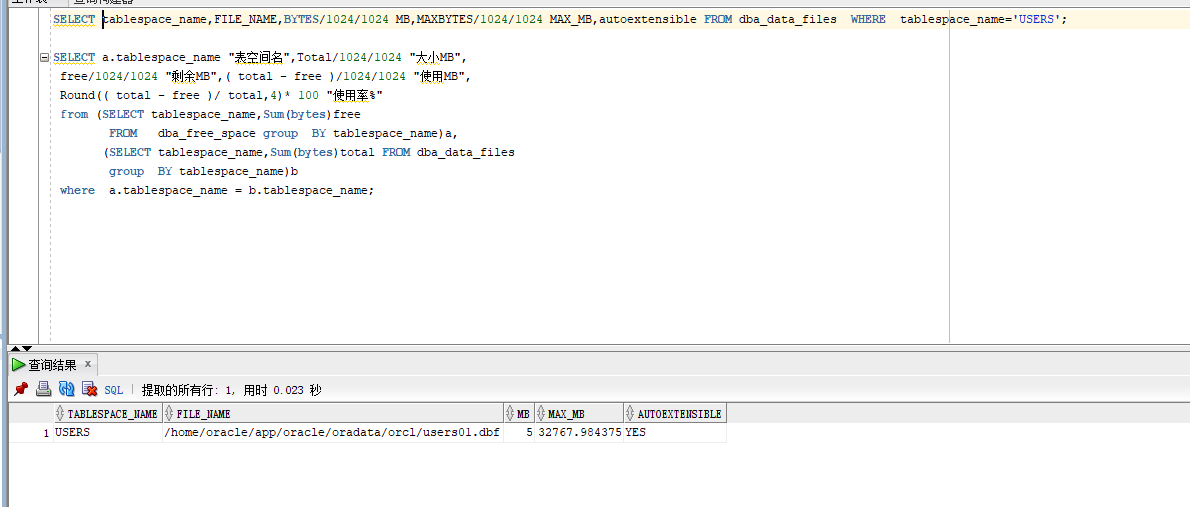 SELECT tablespace_name,FILE_NAME,BYTES/1024/1024 MB,MAXBYTES/1024/1024 MAX_MB,autoextensible FROM dba_data_files  WHERE  tablespace_name='USERS';
SELECT a.tablespace_name "表空间名",Total/1024/1024 "大小MB",
free/1024/1024 "剩余MB",( total - free )/1024/1024 "使用MB",
Round(( total - free )/ total,4)* 100 "使用率%"
from (SELECT tablespace_name,Sum(bytes)free
FROM   dba_free_space group  BY tablespace_name)a,
(SELECT tablespace_name,Sum(bytes)total FROM dba_data_files
group  BY tablespace_name)b
where  a.tablespace_name = b.tablespace_name;
查询结果 x
SQL | 提取的所有行: 1, 用时 0.023 秒
TABLESPACE_NAME FILE_NAME MB MAX_MB AUTOEXTENSIBLE
1 USERS /home/oracle/app/oracle/oradata/orcl/users01.dbf 5 32767.984375 YES